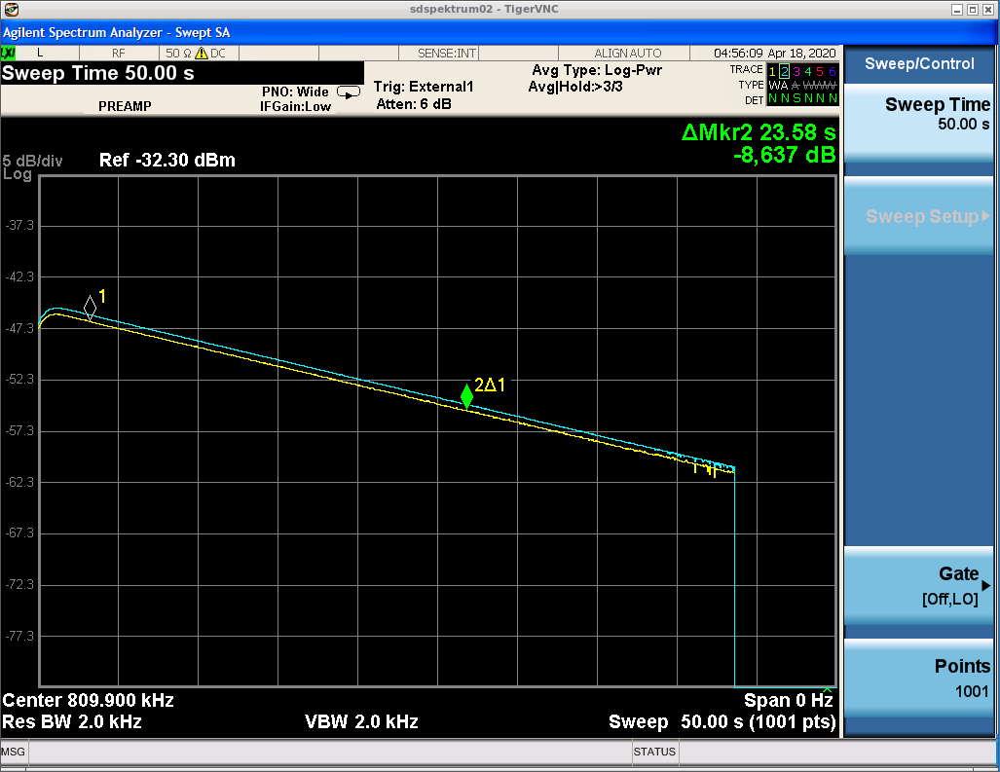 sdspektrum02 - TigerVNC
Agilent Spectrum Analyzer - Swept SA
LXI L RF 50 Ω DC SENSE:INT ALIGN AUTO 04:56:09 Apr 18, 2020
Sweep Time 50.00 s
PREAMP
PNO: Wide
IFGain:Low
Trig: External1
Atten: 6 dB
Avg Type: Log-Pwr
Avg|Hold:>3/3
TRACE 1 2 3 4 5 6
TYPE WA
DET N N S N N N
ΔMkr2 23.58 s
-8,637 dB
5 dB/div
Log
Ref -32.30 dBm
-37.3
-42.3
-47.3
-52.3
-57.3
-62.3
-67.3
-72.3
-77.3
1
2Δ1
Center 809.900 kHz
Span 0 Hz
Res BW 2.0 kHz
VBW 2.0 kHz
Sweep 50.00 s (1001 pts)
MSG
STATUS
Sweep/Control
Sweep Time
50.00 s
Sweep Setup
Gate
[Off,LO]
Points
1001